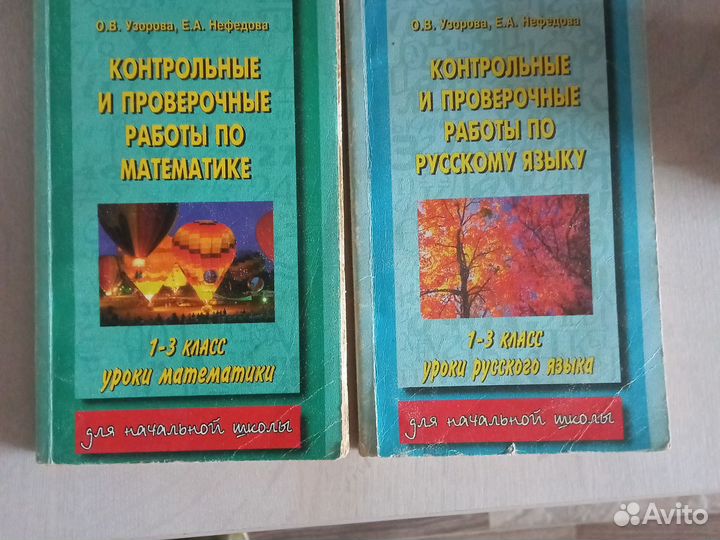 О.В. Узорова, Е.А. Нефедова
КОНТРОЛЬНЫЕ
И ПРОВЕРОЧНЫЕ
РАБОТЫ ПО
МАТЕМАТИКЕ
1-3 КЛАСС
уроки математики
для начальной школы
О.В. Узорова, Е.А. Нефедова
КОНТРОЛЬНЫЕ
И ПРОВЕРОЧНЫЕ
РАБОТЫ ПО
РУССКОМУ ЯЗЫКУ
1-3 КЛАСС
уроки русского языка
для начальной школы
Avito